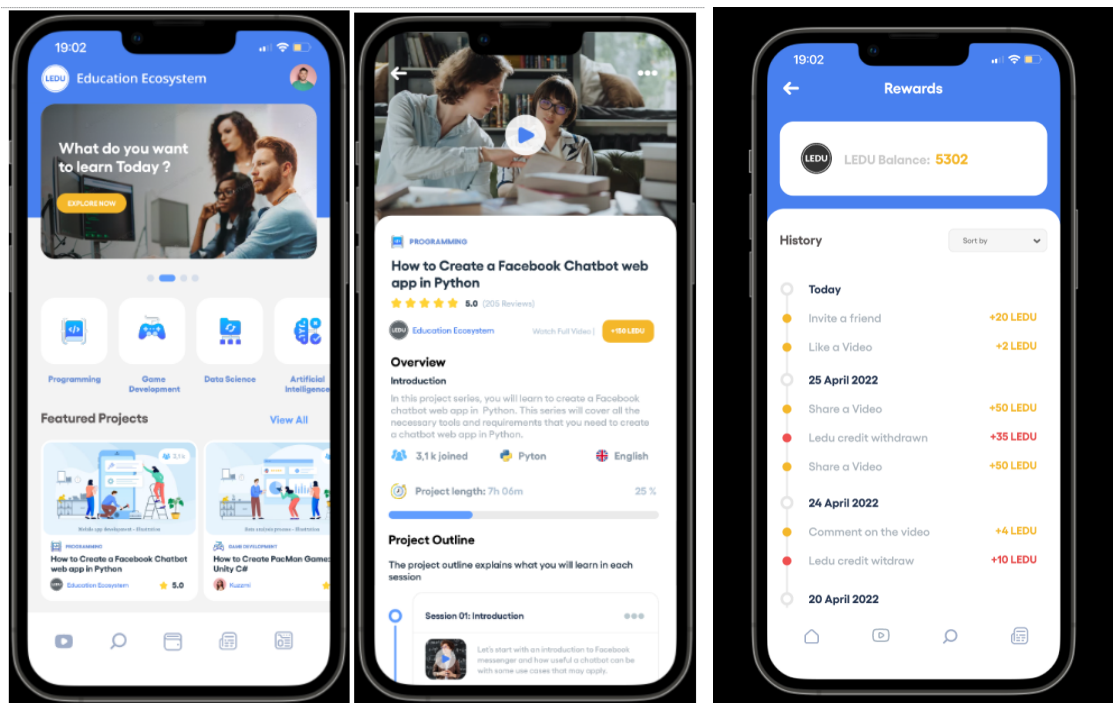 19:02
LEDU Education Ecosystem
What do you want
to learn Today ?
EXPLORE NOW
Programming
Game
Development
Data Science
Artificial
Intelligence
Featured Projects
View All
3,1k
Mobile app development - illustration
PROGRAMMING
How to Create a Facebook Chatbot
web app in Python
LEDU Education Ecosystem 5.0
Data analysis process - illustration
GAME DEVELOPMENT
How to Create PacMan Game:
Unity C#
Kuzami
PROGRAMMING
How to Create a Facebook Chatbot web
app in Python
5.0 (205 Reviews)
LEDU Education Ecosystem Watch Full Video | +150 LEDU
Overview
Introduction
In this project series, you will learn to create a Facebook
chatbot web app in Python. This series will cover all the
necessary tools and requirements that you need to create
a chatbot web app in Python.
3,1 k joined Pyton English
Project length: 7h 06m 25 %
Project Outline
The project outline explains what you will learn in each
session
Session 01: Introduction
Let's start with an introduction to Facebook
messenger and how useful a chatbot can be
with some use cases that may apply.
19:02
Rewards
LEDU LEDU Balance: 5302
History Sort by
Today
Invite a friend +20 LEDU
Like a Video +2 LEDU
25 April 2022
Share a Video +50 LEDU
Ledu credit withdrawn +35 LEDU
Share a Video +50 LEDU
24 April 2022
Comment on the video +4 LEDU
Ledu credit witdraw +10 LEDU
20 April 2022